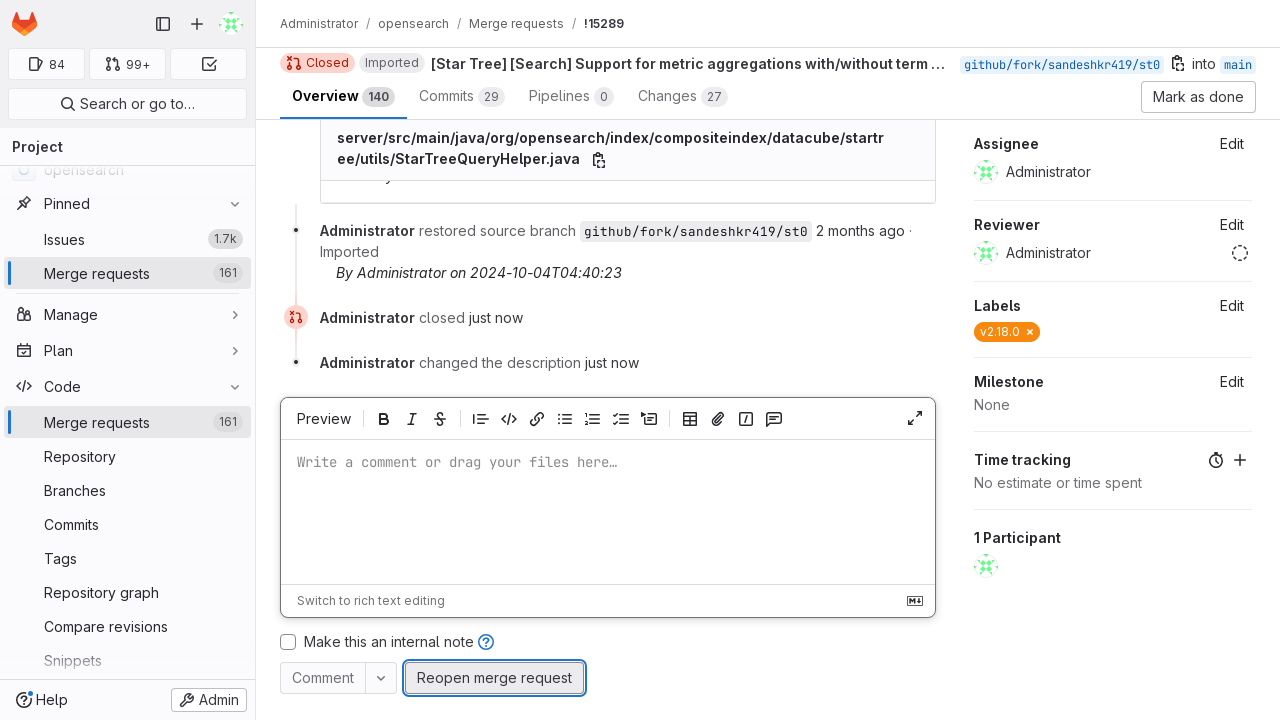 Administrator / opensearch / Merge requests / !15289
84
99+
Search or go to…
Project
opensearch
Pinned
Issues 1.7k
Merge requests 161
Manage
Plan
Code
Merge requests 161
Repository
Branches
Commits
Tags
Repository graph
Compare revisions
Snippets
Help
Admin
Closed Imported [Star Tree] [Search] Support for metric aggregations with/without term … github/fork/sandeshkr419/st0 into main
Overview 140 Commits 29 Pipelines 0 Changes 27 Mark as done
server/src/main/java/org/opensearch/index/compositeindex/datacube/startr
ee/utils/StarTreeQueryHelper.java
Administrator restored source branch github/fork/sandeshkr419/st0 2 months ago ·
Imported
By Administrator on 2024-10-04T04:40:23
Administrator closed just now
Administrator changed the description just now
Preview
Write a comment or drag your files here…
Switch to rich text editing
Make this an internal note
Comment
Reopen merge request
Assignee Edit
Administrator
Reviewer Edit
Administrator
Labels Edit
v2.18.0 ×
Milestone Edit
None
Time tracking
No estimate or time spent
1 Participant